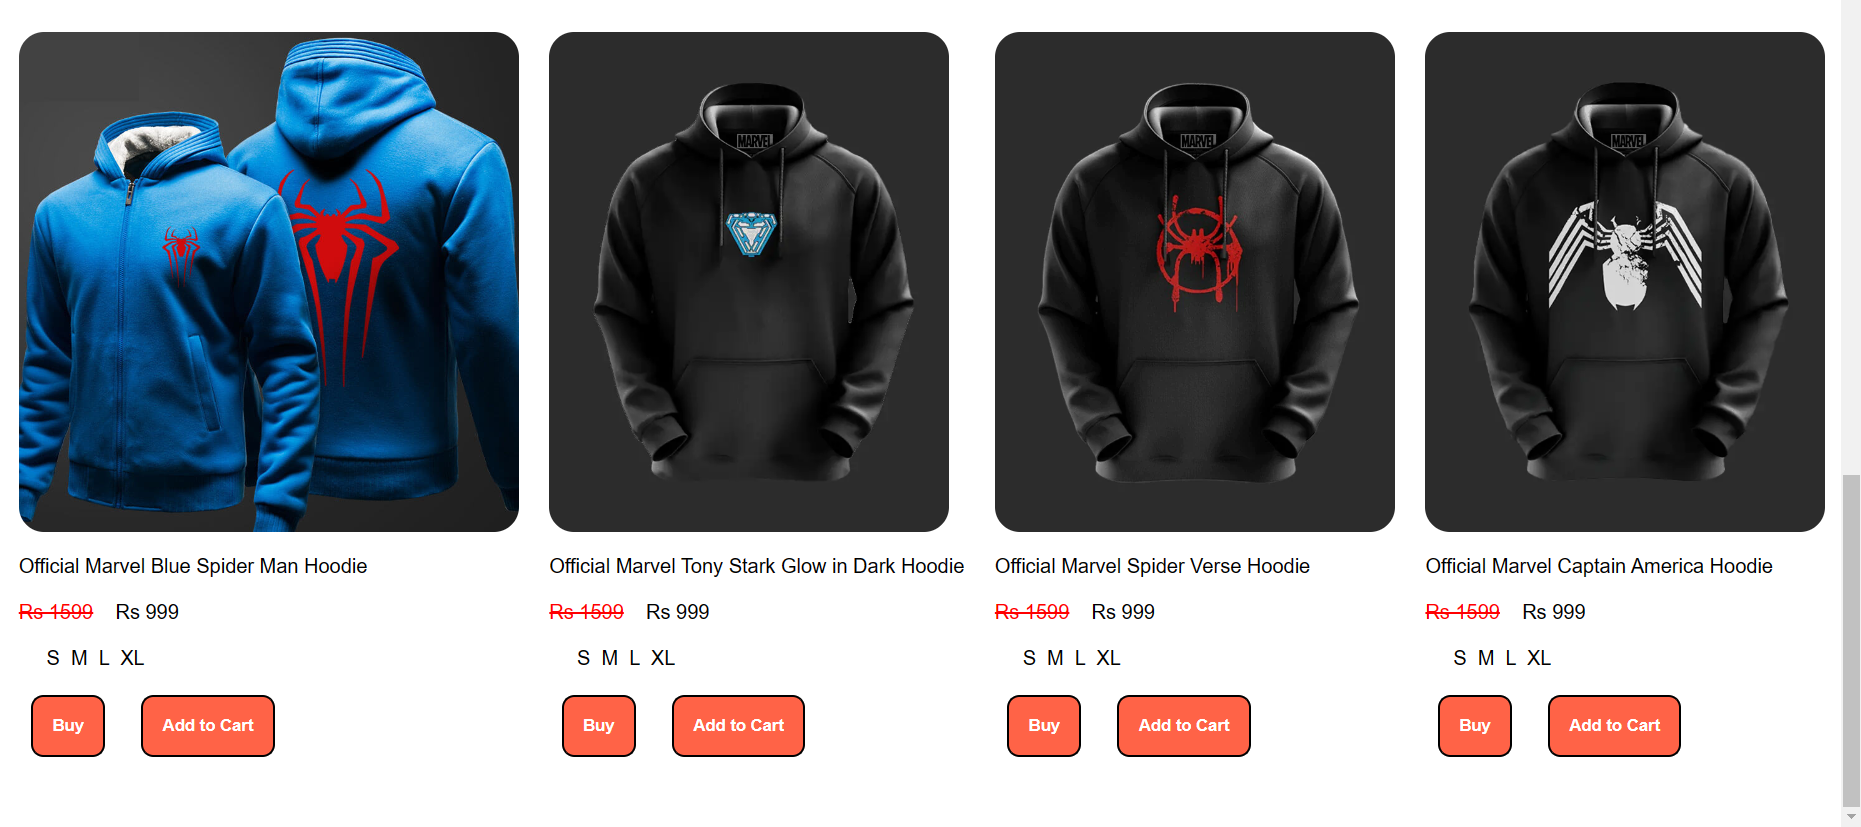 MARVEL
MARVEL
MARVEL
Official Marvel Blue Spider Man Hoodie
Rs 1599 Rs 999
S M L XL
Buy Add to Cart
Official Marvel Tony Stark Glow in Dark Hoodie
Rs 1599 Rs 999
S M L XL
Buy Add to Cart
Official Marvel Spider Verse Hoodie
Rs 1599 Rs 999
S M L XL
Buy Add to Cart
Official Marvel Captain America Hoodie
Rs 1599 Rs 999
S M L XL
Buy Add to Cart